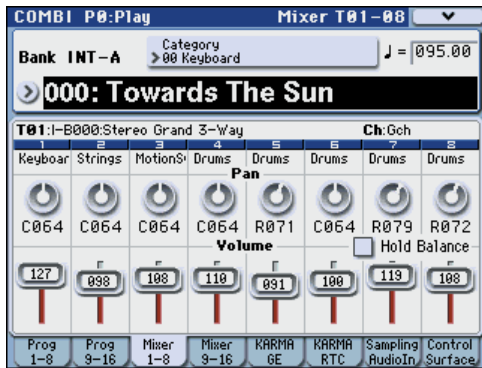 COMBI P0:Play Mixer T01-08
Bank INT-A Category ♩= 095.00
00 Keyboard
000: Towards The Sun
T01:I-B000:Stereo Grand 3-Way Ch:Gch
1 2 3 4 5 6 7 8
Keyboar Strings MotionS Drums Drums Drums Drums Drums
Pan
C064 C064 C064 C064 R071 C064 R079 R072
Volume Hold Balance
127 098 108 110 091 100 119 108
Prog Prog Mixer Mixer KARMA KARMA Sampling Control
1-8 9-16 1-8 9-16 GE RTC AudioIn Surface